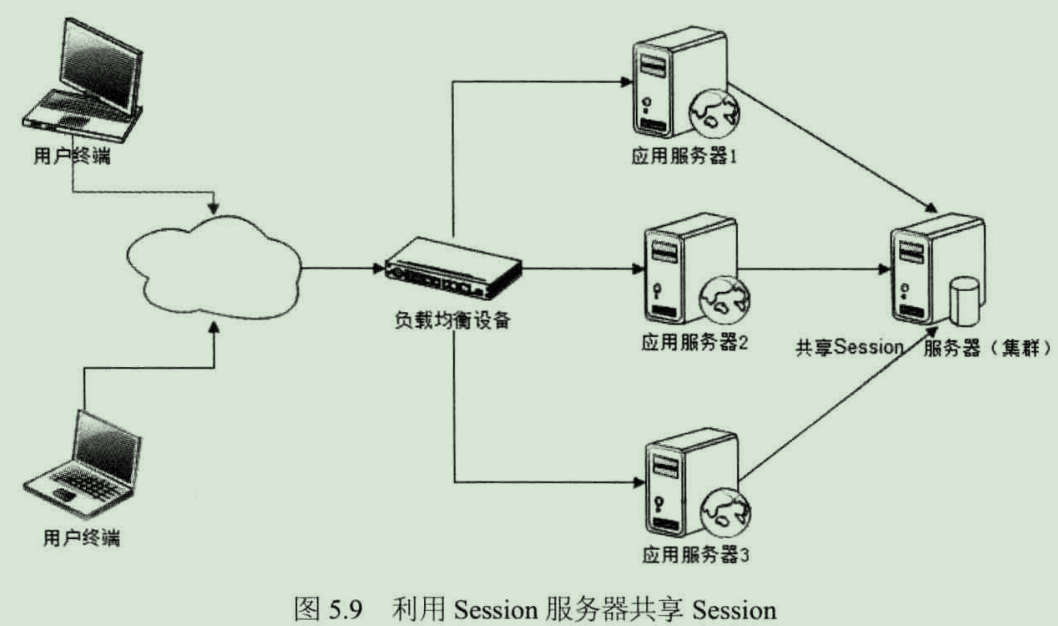 用户终端
应用服务器1
负载均衡设备
应用服务器2
共享Session 服务器（集群）
用户终端
应用服务器3
图 5.9 利用 Session 服务器共享 Session